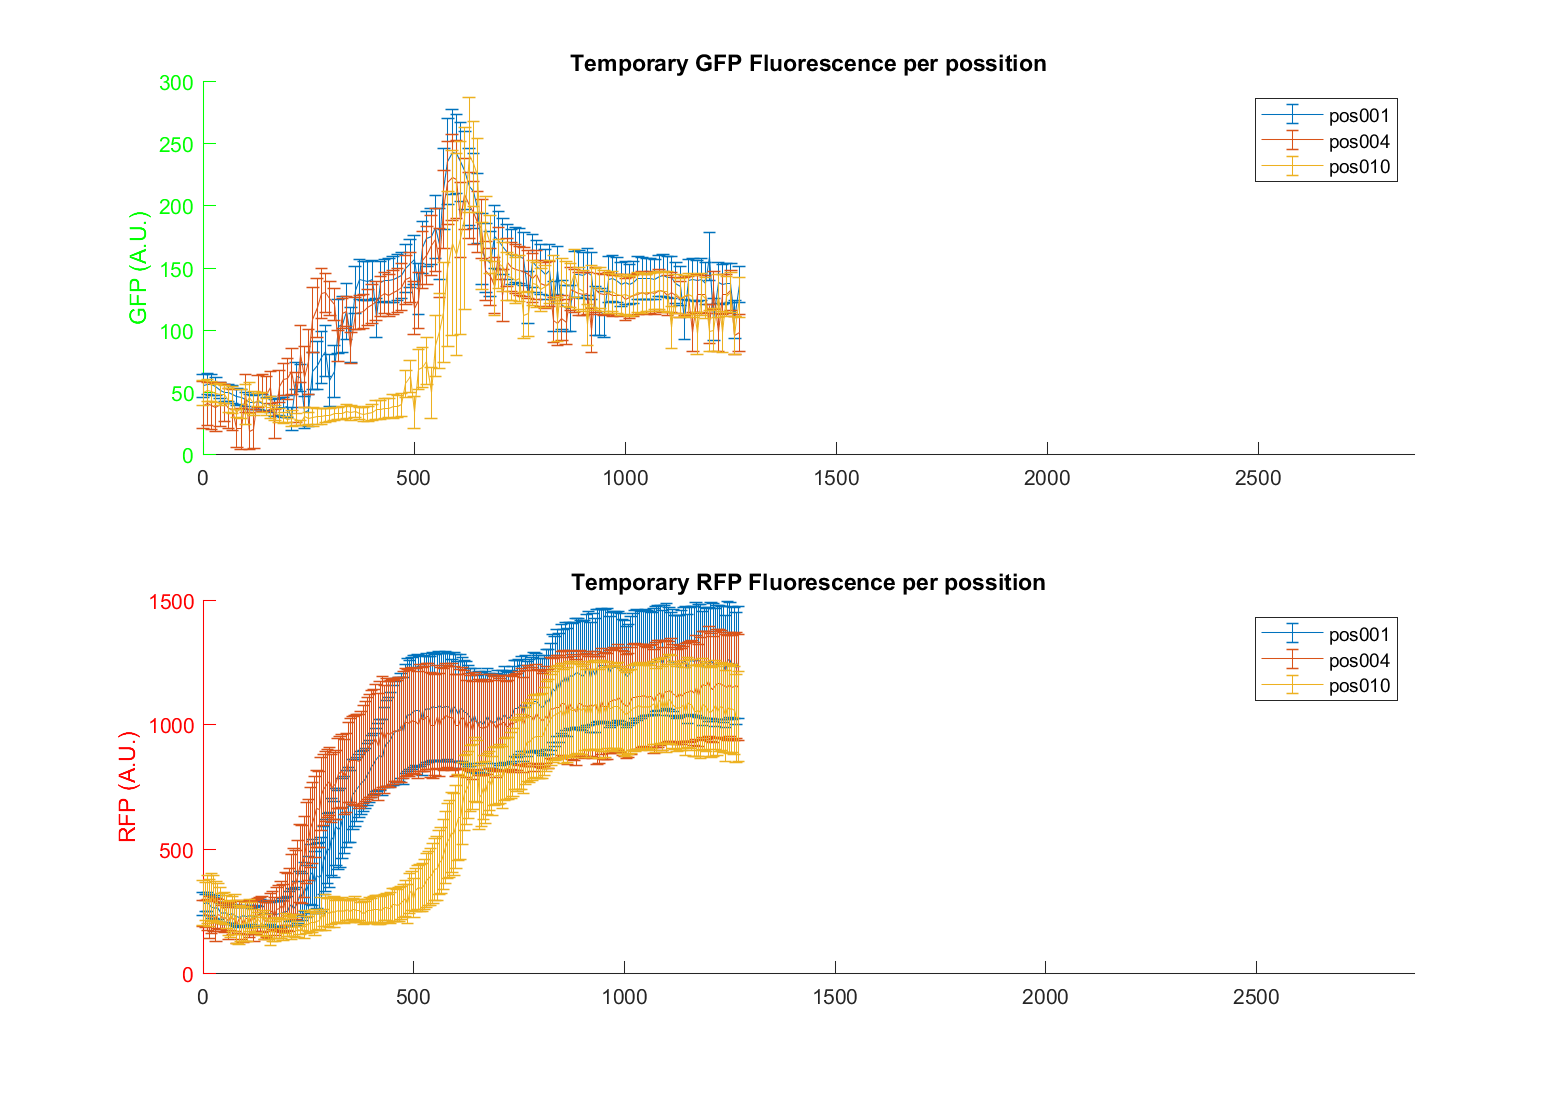 Temporary GFP Fluorescence per possition
300
250
200
150
100
50
0
GFP (A.U.)
0 500 1000 1500 2000 2500
pos001
pos004
pos010
Temporary RFP Fluorescence per possition
1500
1000
500
0
RFP (A.U.)
0 500 1000 1500 2000 2500
pos001
pos004
pos010